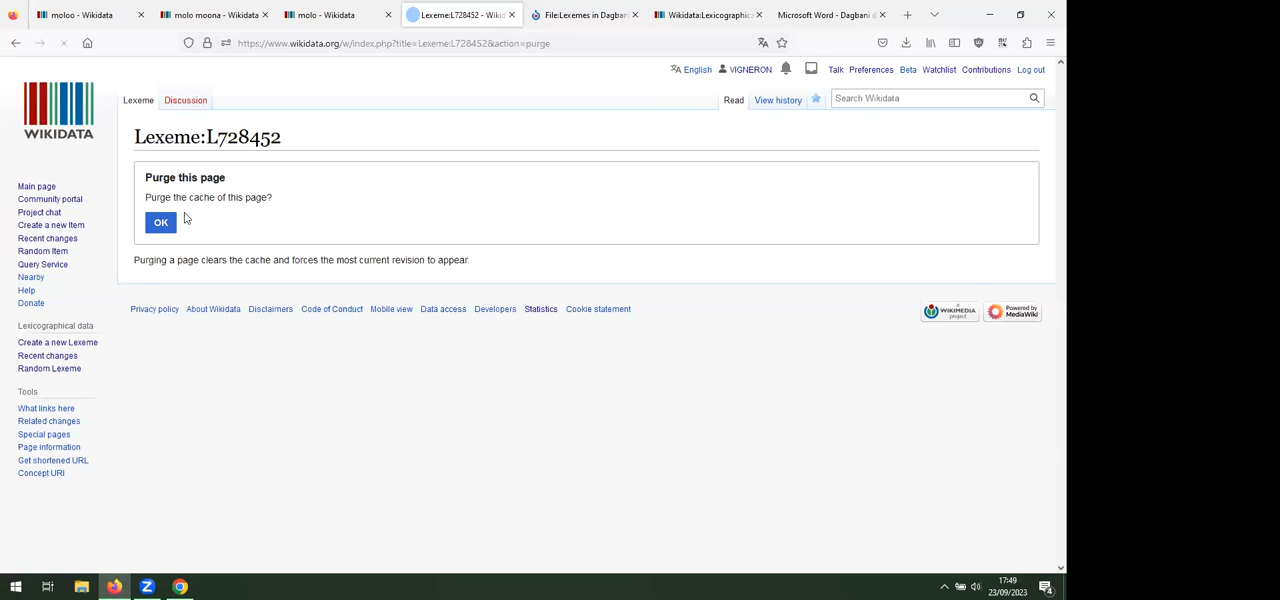 moloo - Wikidata
molo moona - Wikidata
molo - Wikidata
Lexeme:L728452 - Wikid
File:Lexemes in Dagbani
Wikidata:Lexicographica
Microsoft Word - Dagbani d
https://www.wikidata.org/w/index.php?title=Lexeme:L728452&action=purge
English
VIGNERON
Talk
Preferences
Beta
Watchlist
Contributions
Log out
WIKIDATA
Lexeme
Discussion
Read
View history
Search Wikidata
Lexeme:L728452
Purge this page
Purge the cache of this page?
OK
Purging a page clears the cache and forces the most current revision to appear.
Main page
Community portal
Project chat
Create a new Item
Recent changes
Random Item
Query Service
Nearby
Help
Donate
Lexicographical data
Create a new Lexeme
Recent changes
Random Lexeme
Tools
What links here
Related changes
Special pages
Page information
Get shortened URL
Concept URI
Privacy policy
About Wikidata
Disclaimers
Code of Conduct
Mobile view
Data access
Developers
Statistics
Cookie statement
A
WIKIMEDIA
project
Powered by
MediaWiki
17:49
23/09/2023
4